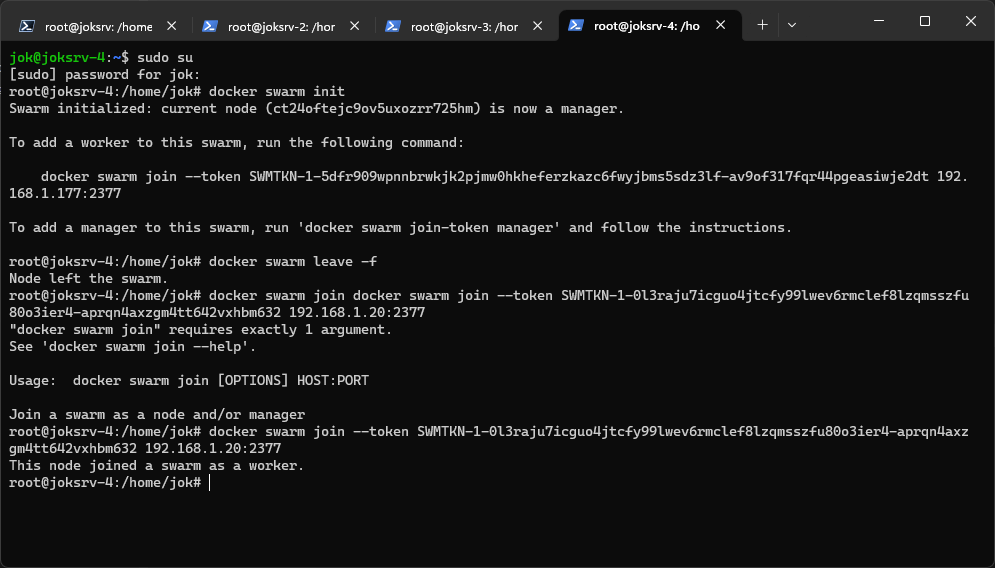 root@joksrv: /home
root@joksrv-2: /hor
root@joksrv-3: /hor
root@joksrv-4: /ho
jok@joksrv-4:~$ sudo su
[sudo] password for jok:
root@joksrv-4:/home/jok# docker swarm init
Swarm initialized: current node (ct24oftejc9ov5uxozrr725hm) is now a manager.
To add a worker to this swarm, run the following command:
docker swarm join --token SWMTKN-1-5dfr909wpnnbrwkjk2pjmw0hkheferzkazc6fwyjbms5sdz3lf-av9of317fqr44pgeasiwje2dt 192.
168.1.177:2377
To add a manager to this swarm, run 'docker swarm join-token manager' and follow the instructions.
root@joksrv-4:/home/jok# docker swarm leave -f
Node left the swarm.
root@joksrv-4:/home/jok# docker swarm join docker swarm join --token SWMTKN-1-0l3raju7icguo4jtcfy99lwev6rmclef8lzqmsszfu
80o3ier4-aprqn4axzgm4tt642vxhbm632 192.168.1.20:2377
"docker swarm join" requires exactly 1 argument.
See 'docker swarm join --help'.
Usage:  docker swarm join [OPTIONS] HOST:PORT
Join a swarm as a node and/or manager
root@joksrv-4:/home/jok# docker swarm join --token SWMTKN-1-0l3raju7icguo4jtcfy99lwev6rmclef8lzqmsszfu80o3ier4-aprqn4axz
gm4tt642vxhbm632 192.168.1.20:2377
This node joined a swarm as a worker.
root@joksrv-4:/home/jok#